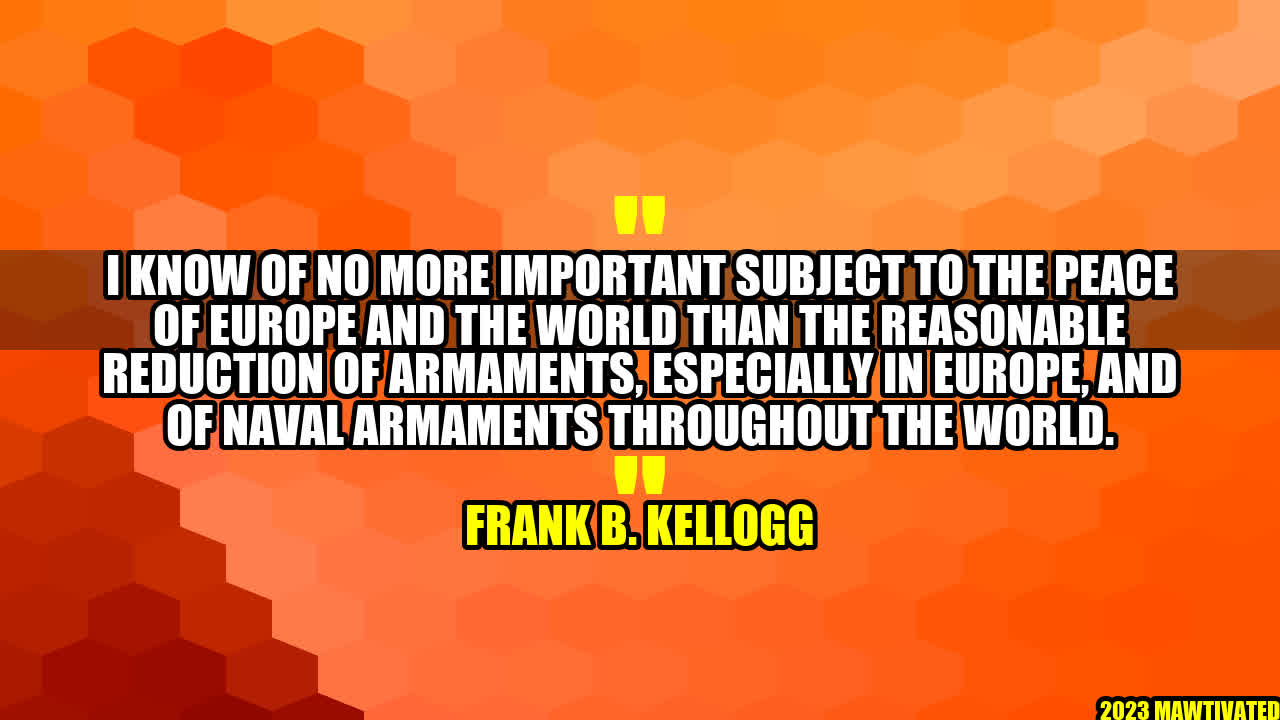 "
I KNOW OF NO MORE IMPORTANT SUBJECT TO THE PEACE
OF EUROPE AND THE WORLD THAN THE REASONABLE
REDUCTION OF ARMAMENTS, ESPECIALLY IN EUROPE, AND
OF NAVAL ARMAMENTS THROUGHOUT THE WORLD.
"
FRANK B. KELLOGG
2023 MAWTIVATED